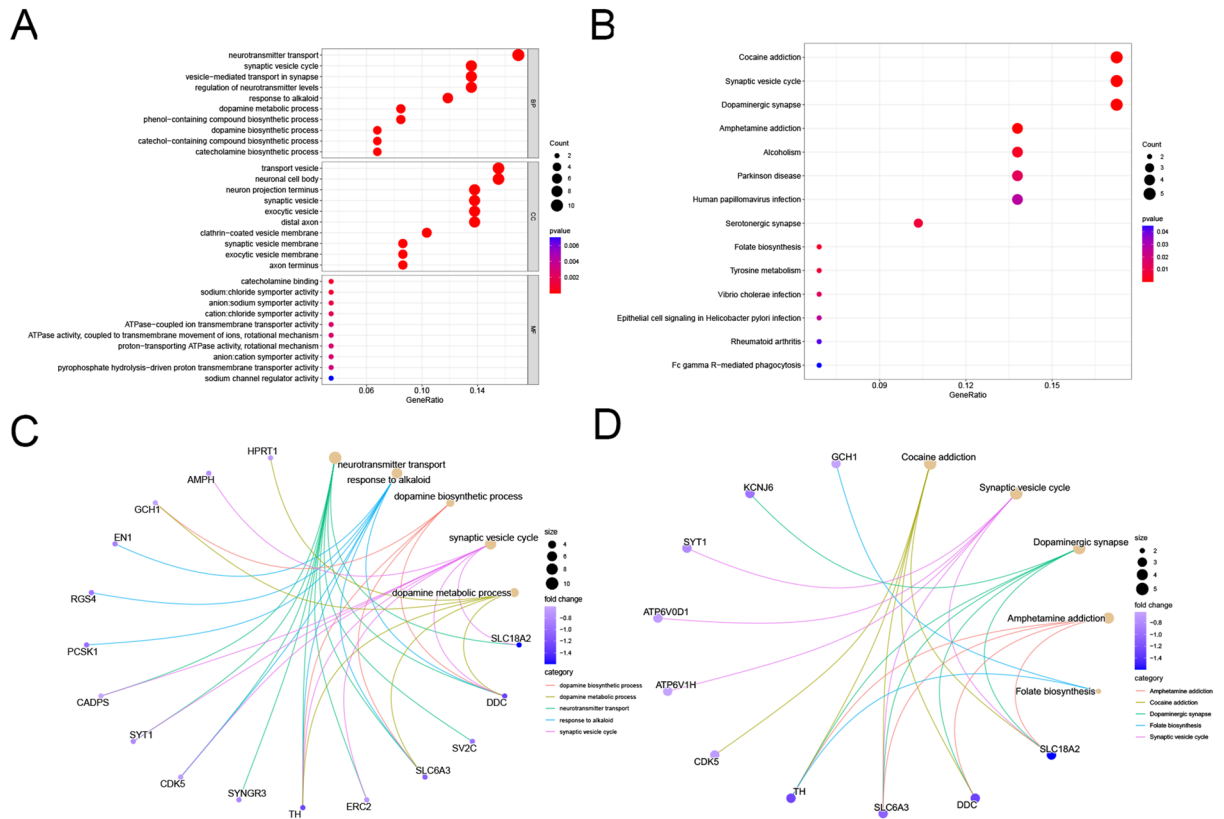 A
neurotransmitter transport
synaptic vesicle cycle
vesicle−mediated transport in synapse
regulation of neurotransmitter levels
response to alkaloid
dopamine metabolic process
phenol−containing compound biosynthetic process
dopamine biosynthetic process
catechol−containing compound biosynthetic process
catecholamine biosynthetic process
BP
transport vesicle
neuronal cell body
neuron projection terminus
synaptic vesicle
exocytic vesicle
distal axon
clathrin−coated vesicle membrane
synaptic vesicle membrane
exocytic vesicle membrane
axon terminus
CC
catecholamine binding
sodium:chloride symporter activity
anion:sodium symporter activity
cation:chloride symporter activity
ATPase−coupled ion transmembrane transporter activity
ATPase activity, coupled to transmembrane movement of ions, rotational mechanism
proton−transporting ATPase activity, rotational mechanism
anion:cation symporter activity
pyrophosphate hydrolysis−driven proton transmembrane transporter activity
sodium channel regulator activity
MF
0.06 0.10 0.14
GeneRatio
Count
2
4
6
8
10
pvalue
0.006
0.004
0.002
B
Cocaine addiction
Synaptic vesicle cycle
Dopaminergic synapse
Amphetamine addiction
Alcoholism
Parkinson disease
Human papillomavirus infection
Serotonergic synapse
Folate biosynthesis
Tyrosine metabolism
Vibrio cholerae infection
Epithelial cell signaling in Helicobacter pylori infection
Rheumatoid arthritis
Fc gamma R−mediated phagocytosis
0.09 0.12 0.15
GeneRatio
Count
2
3
4
5
pvalue
0.04
0.03
0.02
0.01
C
HPRT1
AMPH
GCH1
EN1
RGS4
PCSK1
CADPS
SYT1
CDK5
SYNGR3
TH
ERC2
SLC6A3
SV2C
DDC
SLC18A2
neurotransmitter transport
response to alkaloid
dopamine biosynthetic process
synaptic vesicle cycle
dopamine metabolic process
size
4
6
8
10
fold change
−0.8
−1.0
−1.2
−1.4
category
dopamine biosynthetic process
dopamine metabolic process
neurotransmitter transport
response to alkaloid
synaptic vesicle cycle
D
GCH1
KCNJ6
SYT1
ATP6V0D1
ATP6V1H
CDK5
TH
SLC6A3
DDC
SLC18A2
Cocaine addiction
Synaptic vesicle cycle
Dopaminergic synapse
Amphetamine addiction
Folate biosynthesis
size
2
3
4
5
fold change
−0.8
−1.0
−1.2
−1.4
category
Amphetamine addiction
Cocaine addiction
Dopaminergic synapse
Folate biosynthesis
Synaptic vesicle cycle